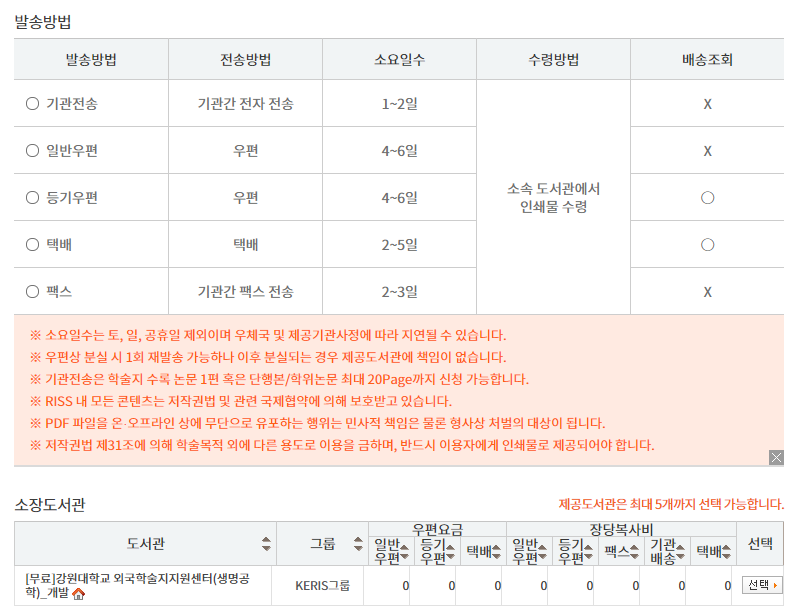 발송방법
발송방법 전송방법 소요일수 수령방법 배송조회
기관전송 기관간 전자 전송 1~2일 X
일반우편 우편 4~6일 X
등기우편 우편 4~6일 ○
소속 도서관에서
인쇄물 수령
택배 택배 2~5일 ○
팩스 기관간 팩스 전송 2~3일 X
※ 소요일수는 토, 일, 공휴일 제외이며 우체국 및 제공기관사정에 따라 지연될 수 있습니다.
※ 우편상 분실 시 1회 재발송 가능하나 이후 분실되는 경우 제공도서관에 책임이 없습니다.
※ 기관전송은 학술지 수록 논문 1편 혹은 단행본/학위논문 최대 20Page까지 신청 가능합니다.
※ RISS 내 모든 콘텐츠는 저작권법 및 관련 국제협약에 의해 보호받고 있습니다.
※ PDF 파일을 온·오프라인 상에 무단으로 유포하는 행위는 민사적 책임은 물론 형사상 처벌의 대상이 됩니다.
※ 저작권법 제31조에 의해 학술목적 외에 다른 용도로 이용을 금하며, 반드시 이용자에게 인쇄물로 제공되어야 합니다.
소장도서관 제공도서관은 최대 5개까지 선택 가능합니다.
도서관 그룹 우편요금 장당복사비 선택
일반 등기 택배 일반 등기 팩스 기관 택배
우편 우편 우편 우편 배송
[무료]강원대학교 외국학술지지원센터(생명공
학)_개발 KERIS그룹 0 0 0 0 0 0 0 0 선택